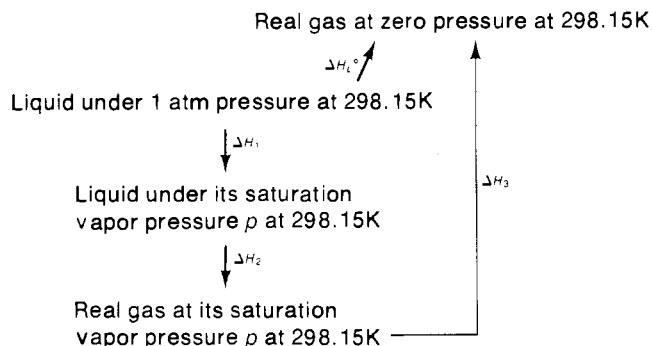 Real gas at zero pressure at 298.15K
ΔHL°
Liquid under 1 atm pressure at 298.15K
ΔH₁
Liquid under its saturation
vapor pressure p at 298.15K
ΔH₃
ΔH₂
Real gas at its saturation
vapor pressure p at 298.15K